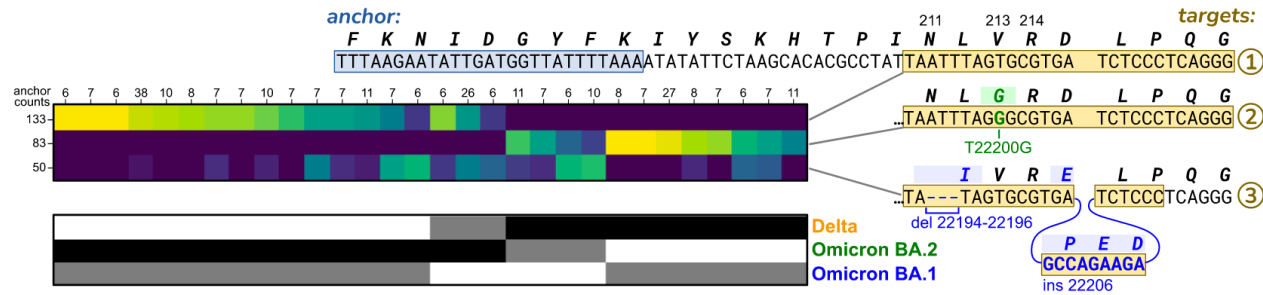 anchor: targets:
211 213 214
F K N I D G Y F K I Y S K H T P I N L V R D L P Q G
TTTAAGAATATTGATGGTTATTTTAAAATATATTCTAAGCACACGCCTATTAATTTAGTGCGTGA TCTCCCTCAGGG 1
anchor counts 6 7 6 38 10 8 7 6 10 7 7 7 11 7 6 6 26 6 11 7 6 10 8 7 27 8 7 6 7 11
133
83
50
N L G R D L P Q G
…TAATTTAGGGCGTGA TCTCCCTCAGGG 2
T22200G
I V R E L P Q G
…TA---TAGTGCGTGA TCTCCCTCAGGG 3
del 22194-22196
P E D
GCCAGAAGA
ins 22206
Delta
Omicron BA.2
Omicron BA.1